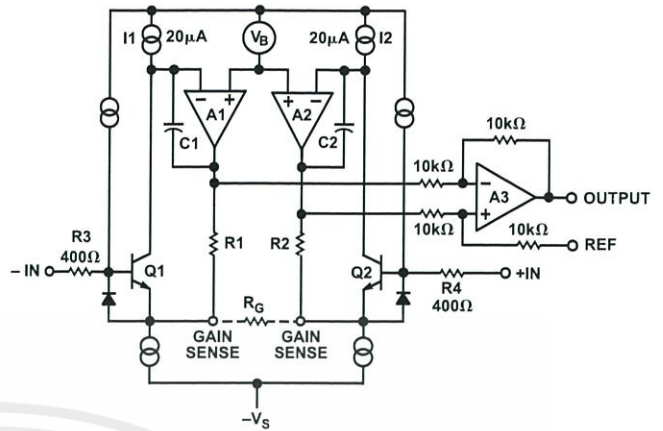 I1
20µA
VB
20µA
I2
− +
+ −
A1
A2
C1
C2
10kΩ
10kΩ
−
A3
+
OUTPUT
10kΩ
10kΩ
REF
R3
400Ω
R1
R2
− IN
Q1
Q2
+IN
R4
400Ω
RG
GAIN
SENSE
GAIN
SENSE
−VS